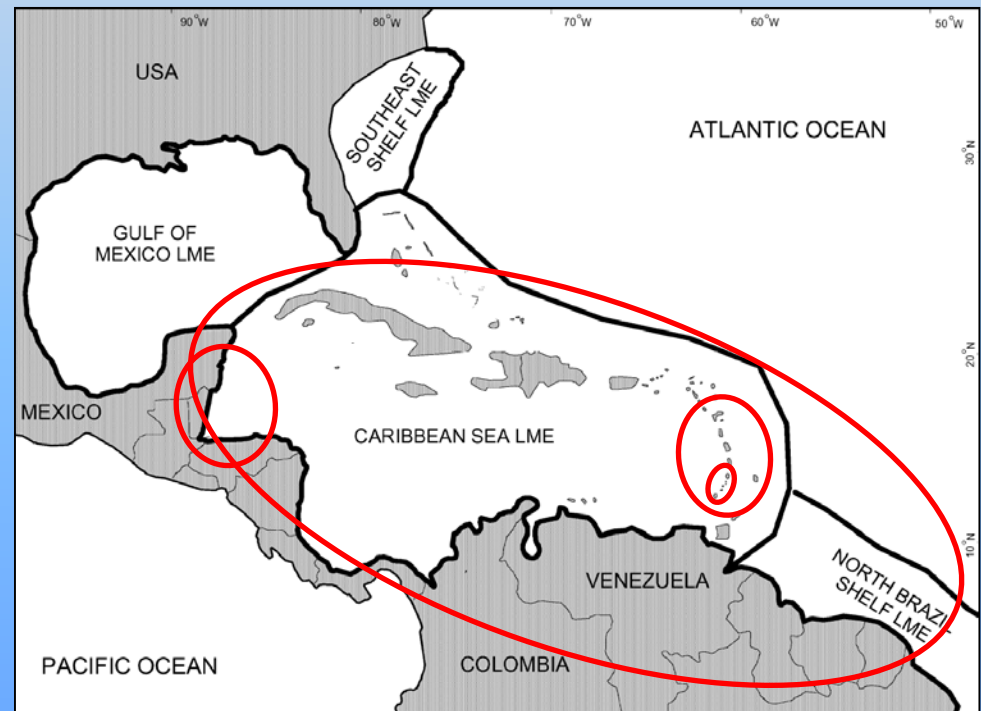 90°W
80°W
70°W
60°W
50°W
USA
SOUTHEAST
SHELF LME
ATLANTIC OCEAN
30°N
GULF OF
MEXICO LME
20°N
MEXICO
CARIBBEAN SEA LME
10°N
VENEZUELA
NORTH BRAZIL
SHELF LME
PACIFIC OCEAN
COLOMBIA